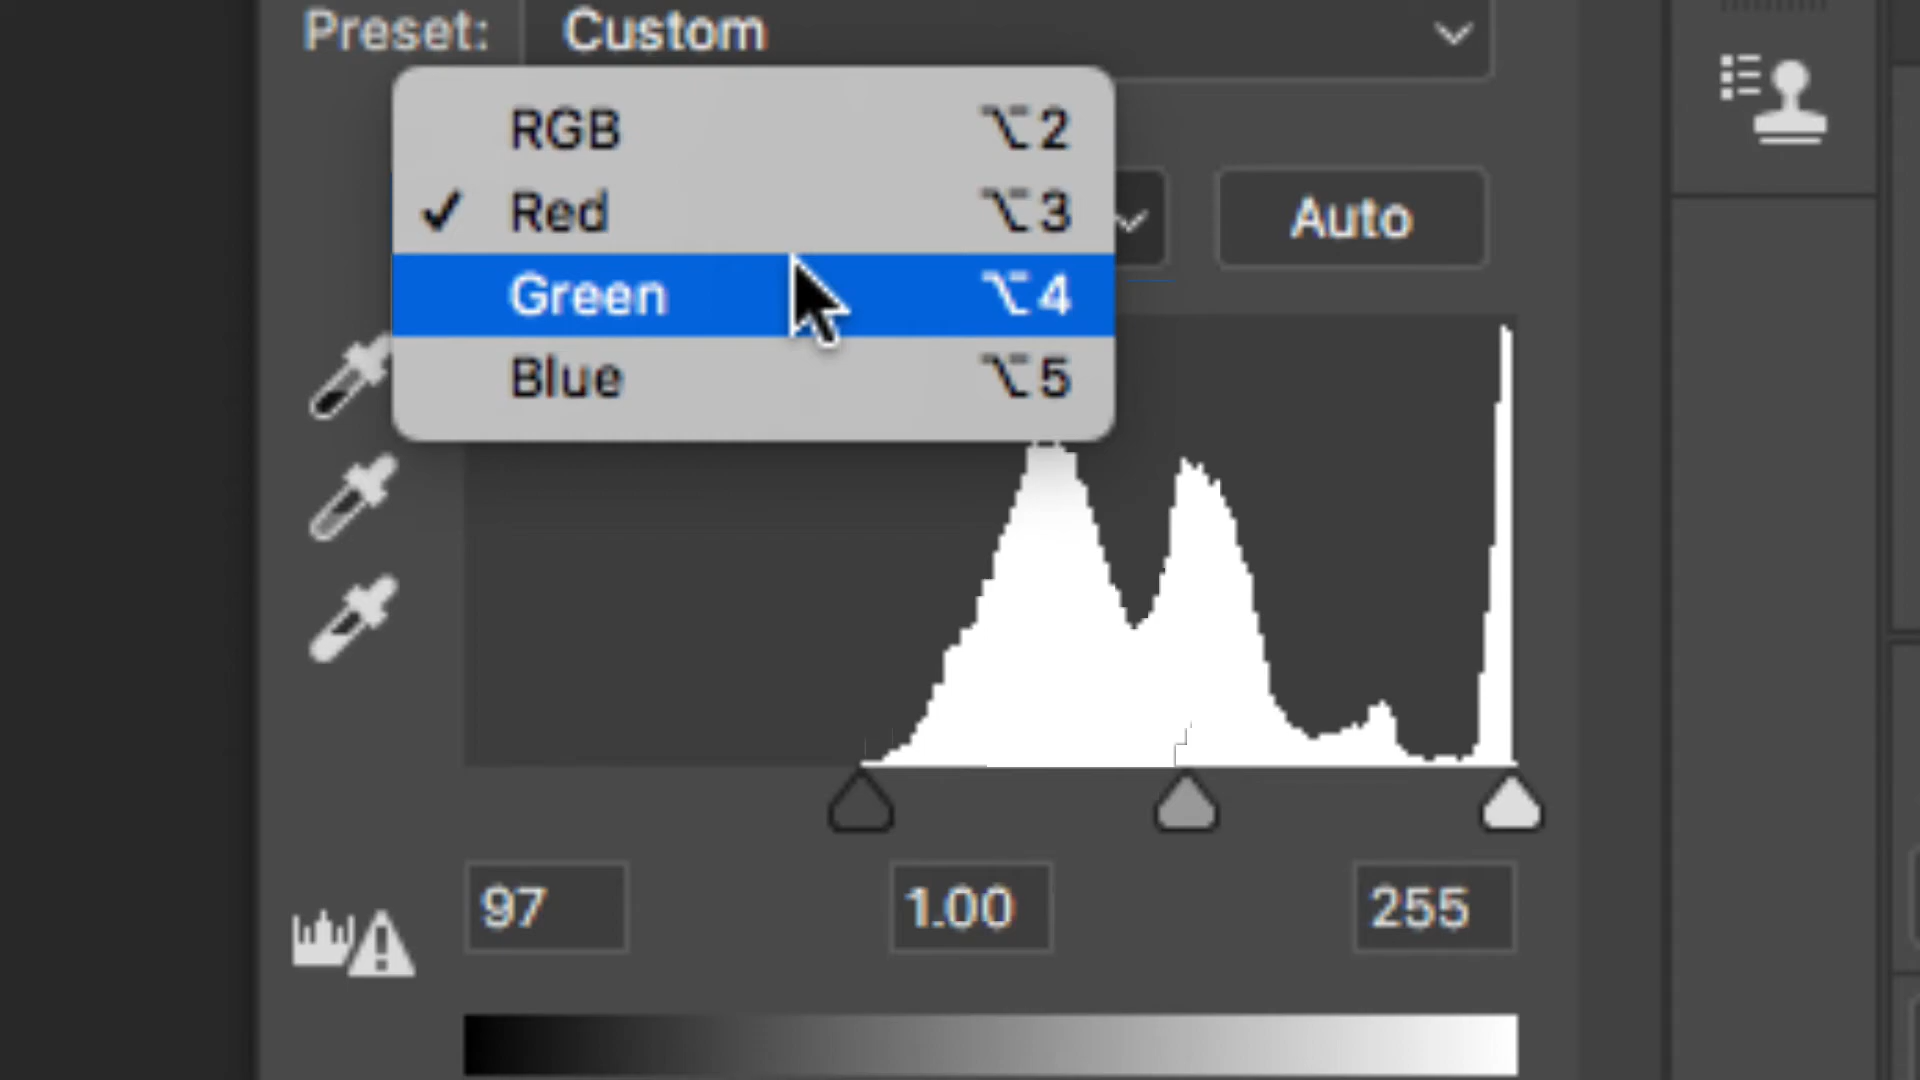 Preset: Custom
RGB ⌥2
✓ Red ⌥3
Auto
Green ⌥4
Blue ⌥5
97 1.00 255